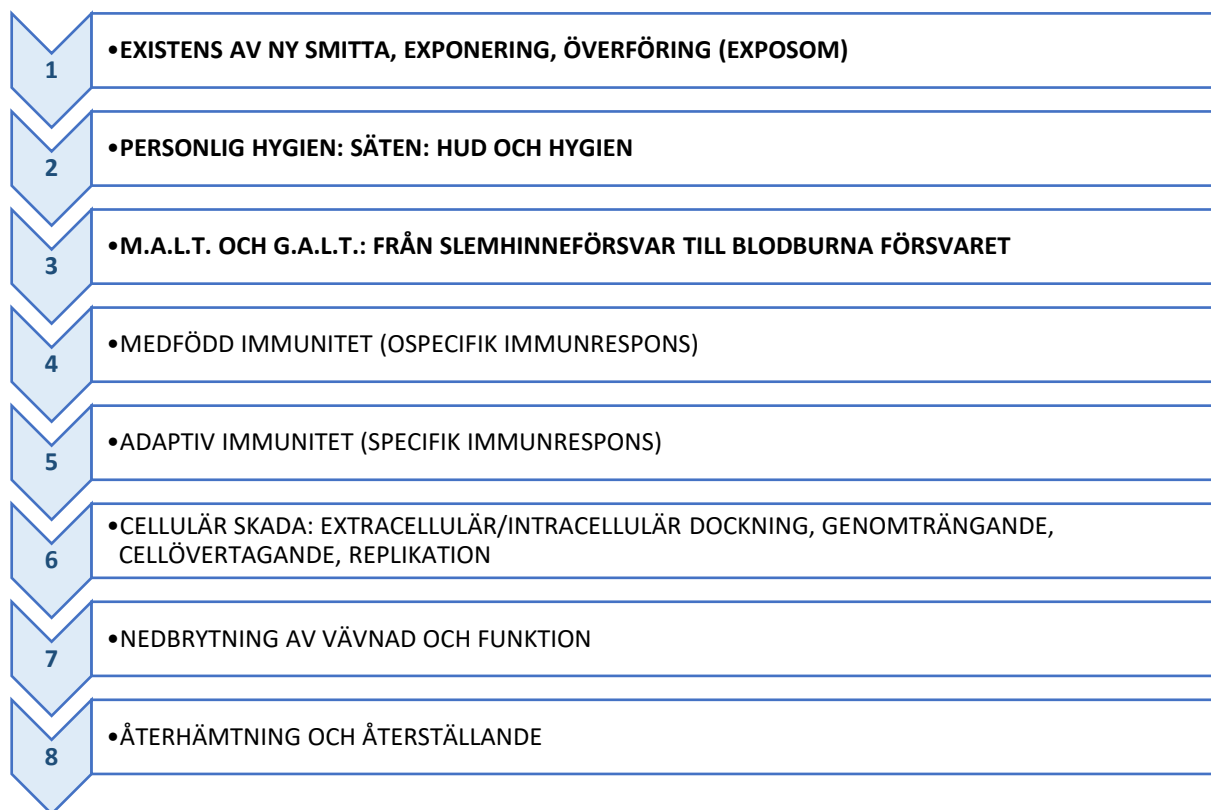 1
•EXISTENS AV NY SMITTA, EXPONERING, ÖVERFÖRING (EXPOSOM)
2
•PERSONLIG HYGIEN: SÄTEN: HUD OCH HYGIEN
3
•M.A.L.T. OCH G.A.L.T.: FRÅN SLEMHINNEFÖRSVAR TILL BLODBURNA FÖRSVARET
4
•MEDFÖDD IMMUNITET (OSPECIFIK IMMUNRESPONS)
5
•ADAPTIV IMMUNITET (SPECIFIK IMMUNRESPONS)
6
•CELLULÄR SKADA: EXTRACELLULÄR/INTRACELLULÄR DOCKNING, GENOMTRÄNGANDE,
CELLÖVERTAGANDE, REPLIKATION
7
•NEDBRYTNING AV VÄVNAD OCH FUNKTION
8
•ÅTERHÄMTNING OCH ÅTERSTÄLLANDE